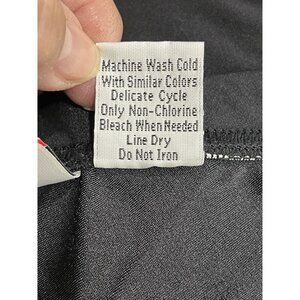 Machine Wash Cold
With Similar Colors
Delicate Cycle
Only Non-Chlorine
Bleach When Needed
Line Dry
Do Not Iron